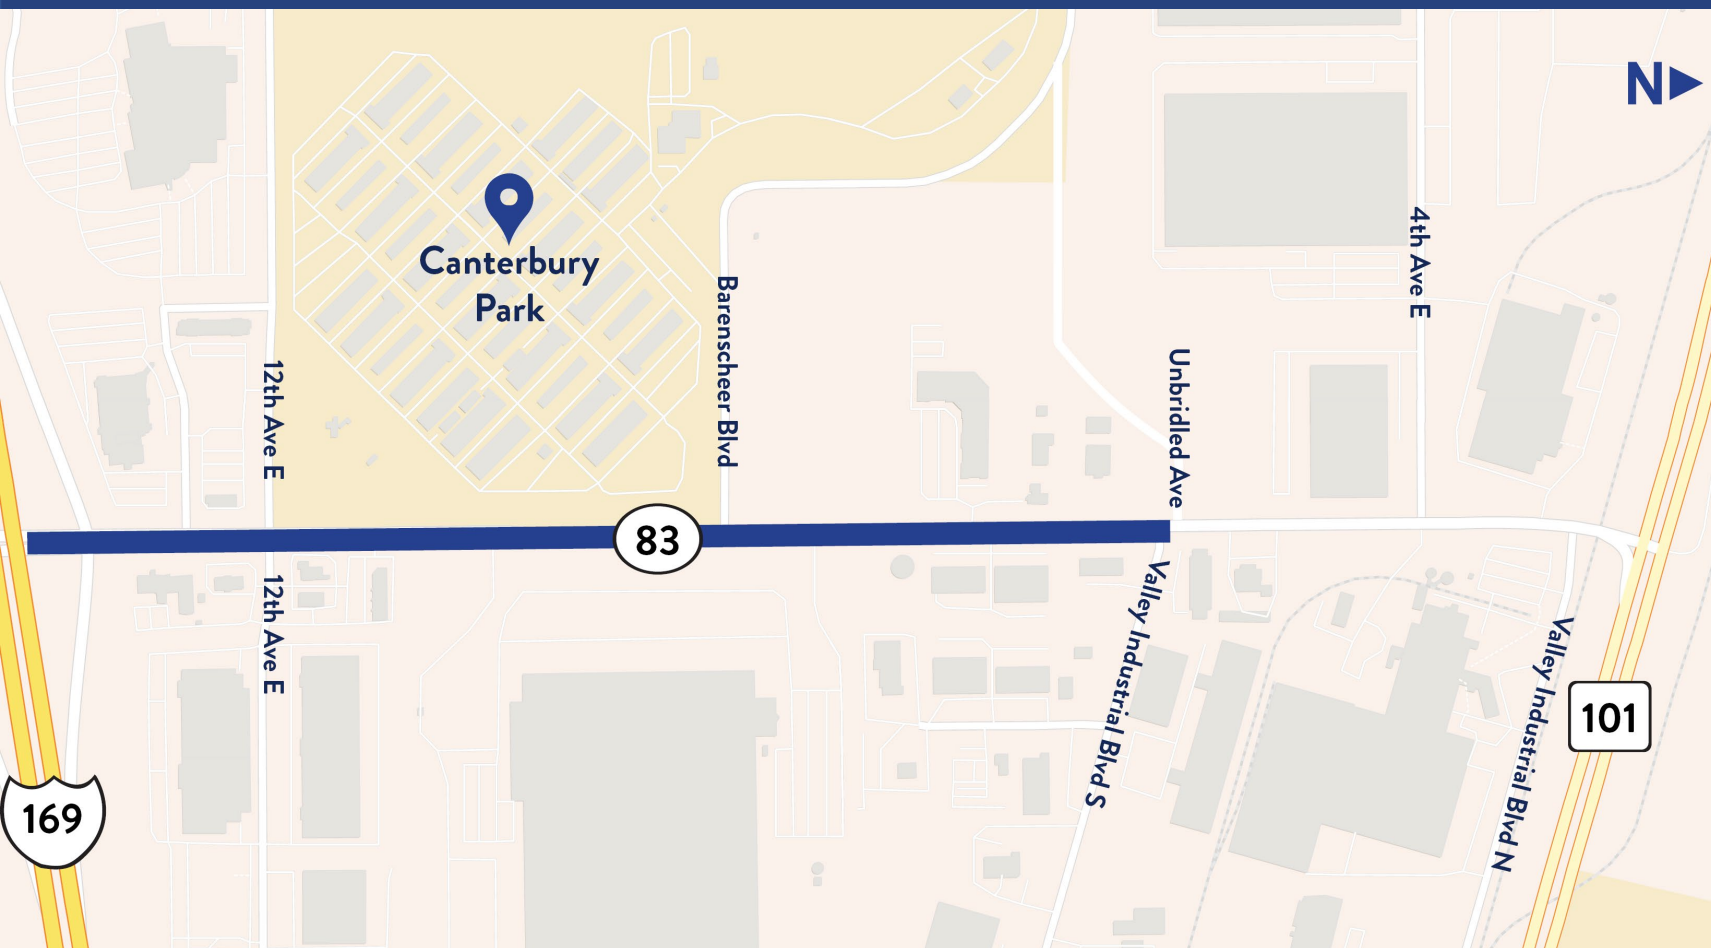 N
4th Ave E
Canterbury
Park
Barenscheer Blvd
12th Ave E
Unbridled Ave
83
12th Ave E
Valley Industrial Blvd S
Valley Industrial Blvd N
101
169